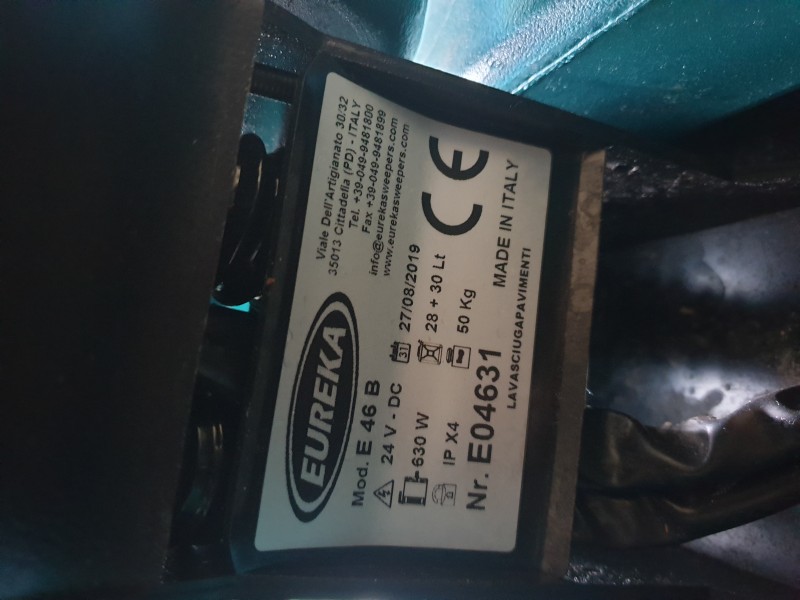 EUREKA
Viale Dell'Artigianato 30/32
35013 Cittadella (PD) - ITALY
Tel. +39-049-9481800
Fax +39-049-9481899
info@eurekasweepers.com
www.eurekasweepers.com
Mod. E 46 B
24 V - DC
27/08/2019
630 W
28 + 30 Lt
IP X4
50 Kg
CE
Nr. E04631
MADE IN ITALY
LAVASCIUGAPAVIMENTI